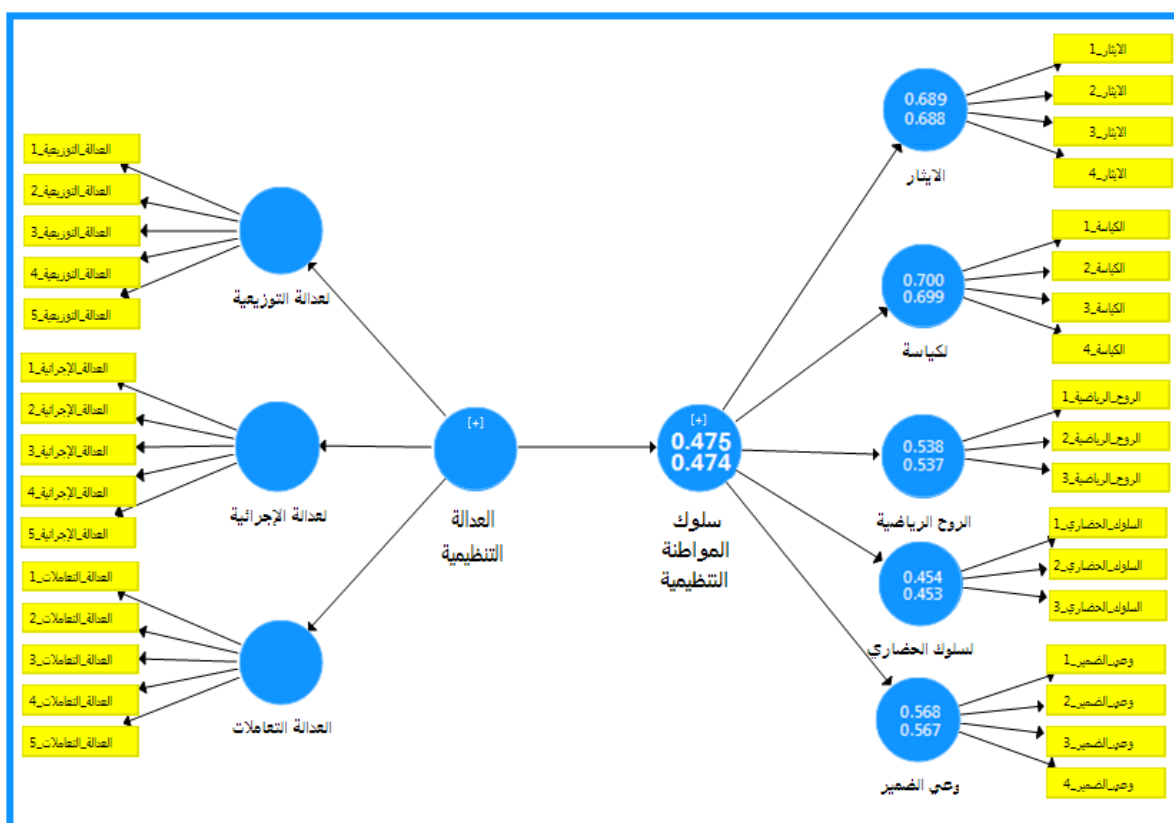 العدالة_التوزيعية_1
العدالة_التوزيعية_2
العدالة_التوزيعية_3
العدالة_التوزيعية_4
العدالة_التوزيعية_5
لعدالة التوزيعية
العدالة_الإجرائية_1
العدالة_الإجرائية_2
العدالة_الإجرائية_3
العدالة_الإجرائية_4
العدالة_الإجرائية_5
لعدالة الإجرائية
العدالة_التعاملات_1
العدالة_التعاملات_2
العدالة_التعاملات_3
العدالة_التعاملات_4
العدالة_التعاملات_5
العدالة التعاملات
[+]
العدالة
التنظيمية
[+]
0.475
0.474
سلوك
المواطنة
التنظيمية
0.689
0.688
الايثار
الايثار_1
الايثار_2
الايثار_3
الايثار_4
0.700
0.699
لكياسة
الكياسة_1
الكياسة_2
الكياسة_3
الكياسة_4
0.538
0.537
الروح الرياضية
الروح_الرياضية_1
الروح_الرياضية_2
الروح_الرياضية_3
0.454
0.453
لسلوك الحضاري
السلوك_الحضاري_1
السلوك_الحضاري_2
السلوك_الحضاري_3
0.568
0.567
وعي الضمير
وعي_الضمير_1
وعي_الضمير_2
وعي_الضمير_3
وعي_الضمير_4